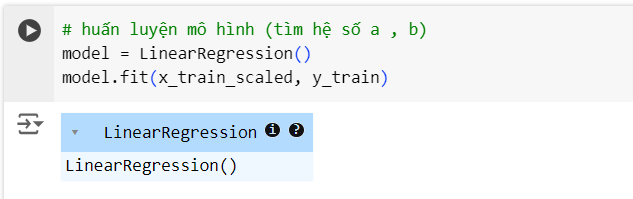 # huấn luyện mô hình (tìm hệ số a , b)
model = LinearRegression()
model.fit(x_train_scaled, y_train)
LinearRegression i ?
LinearRegression()